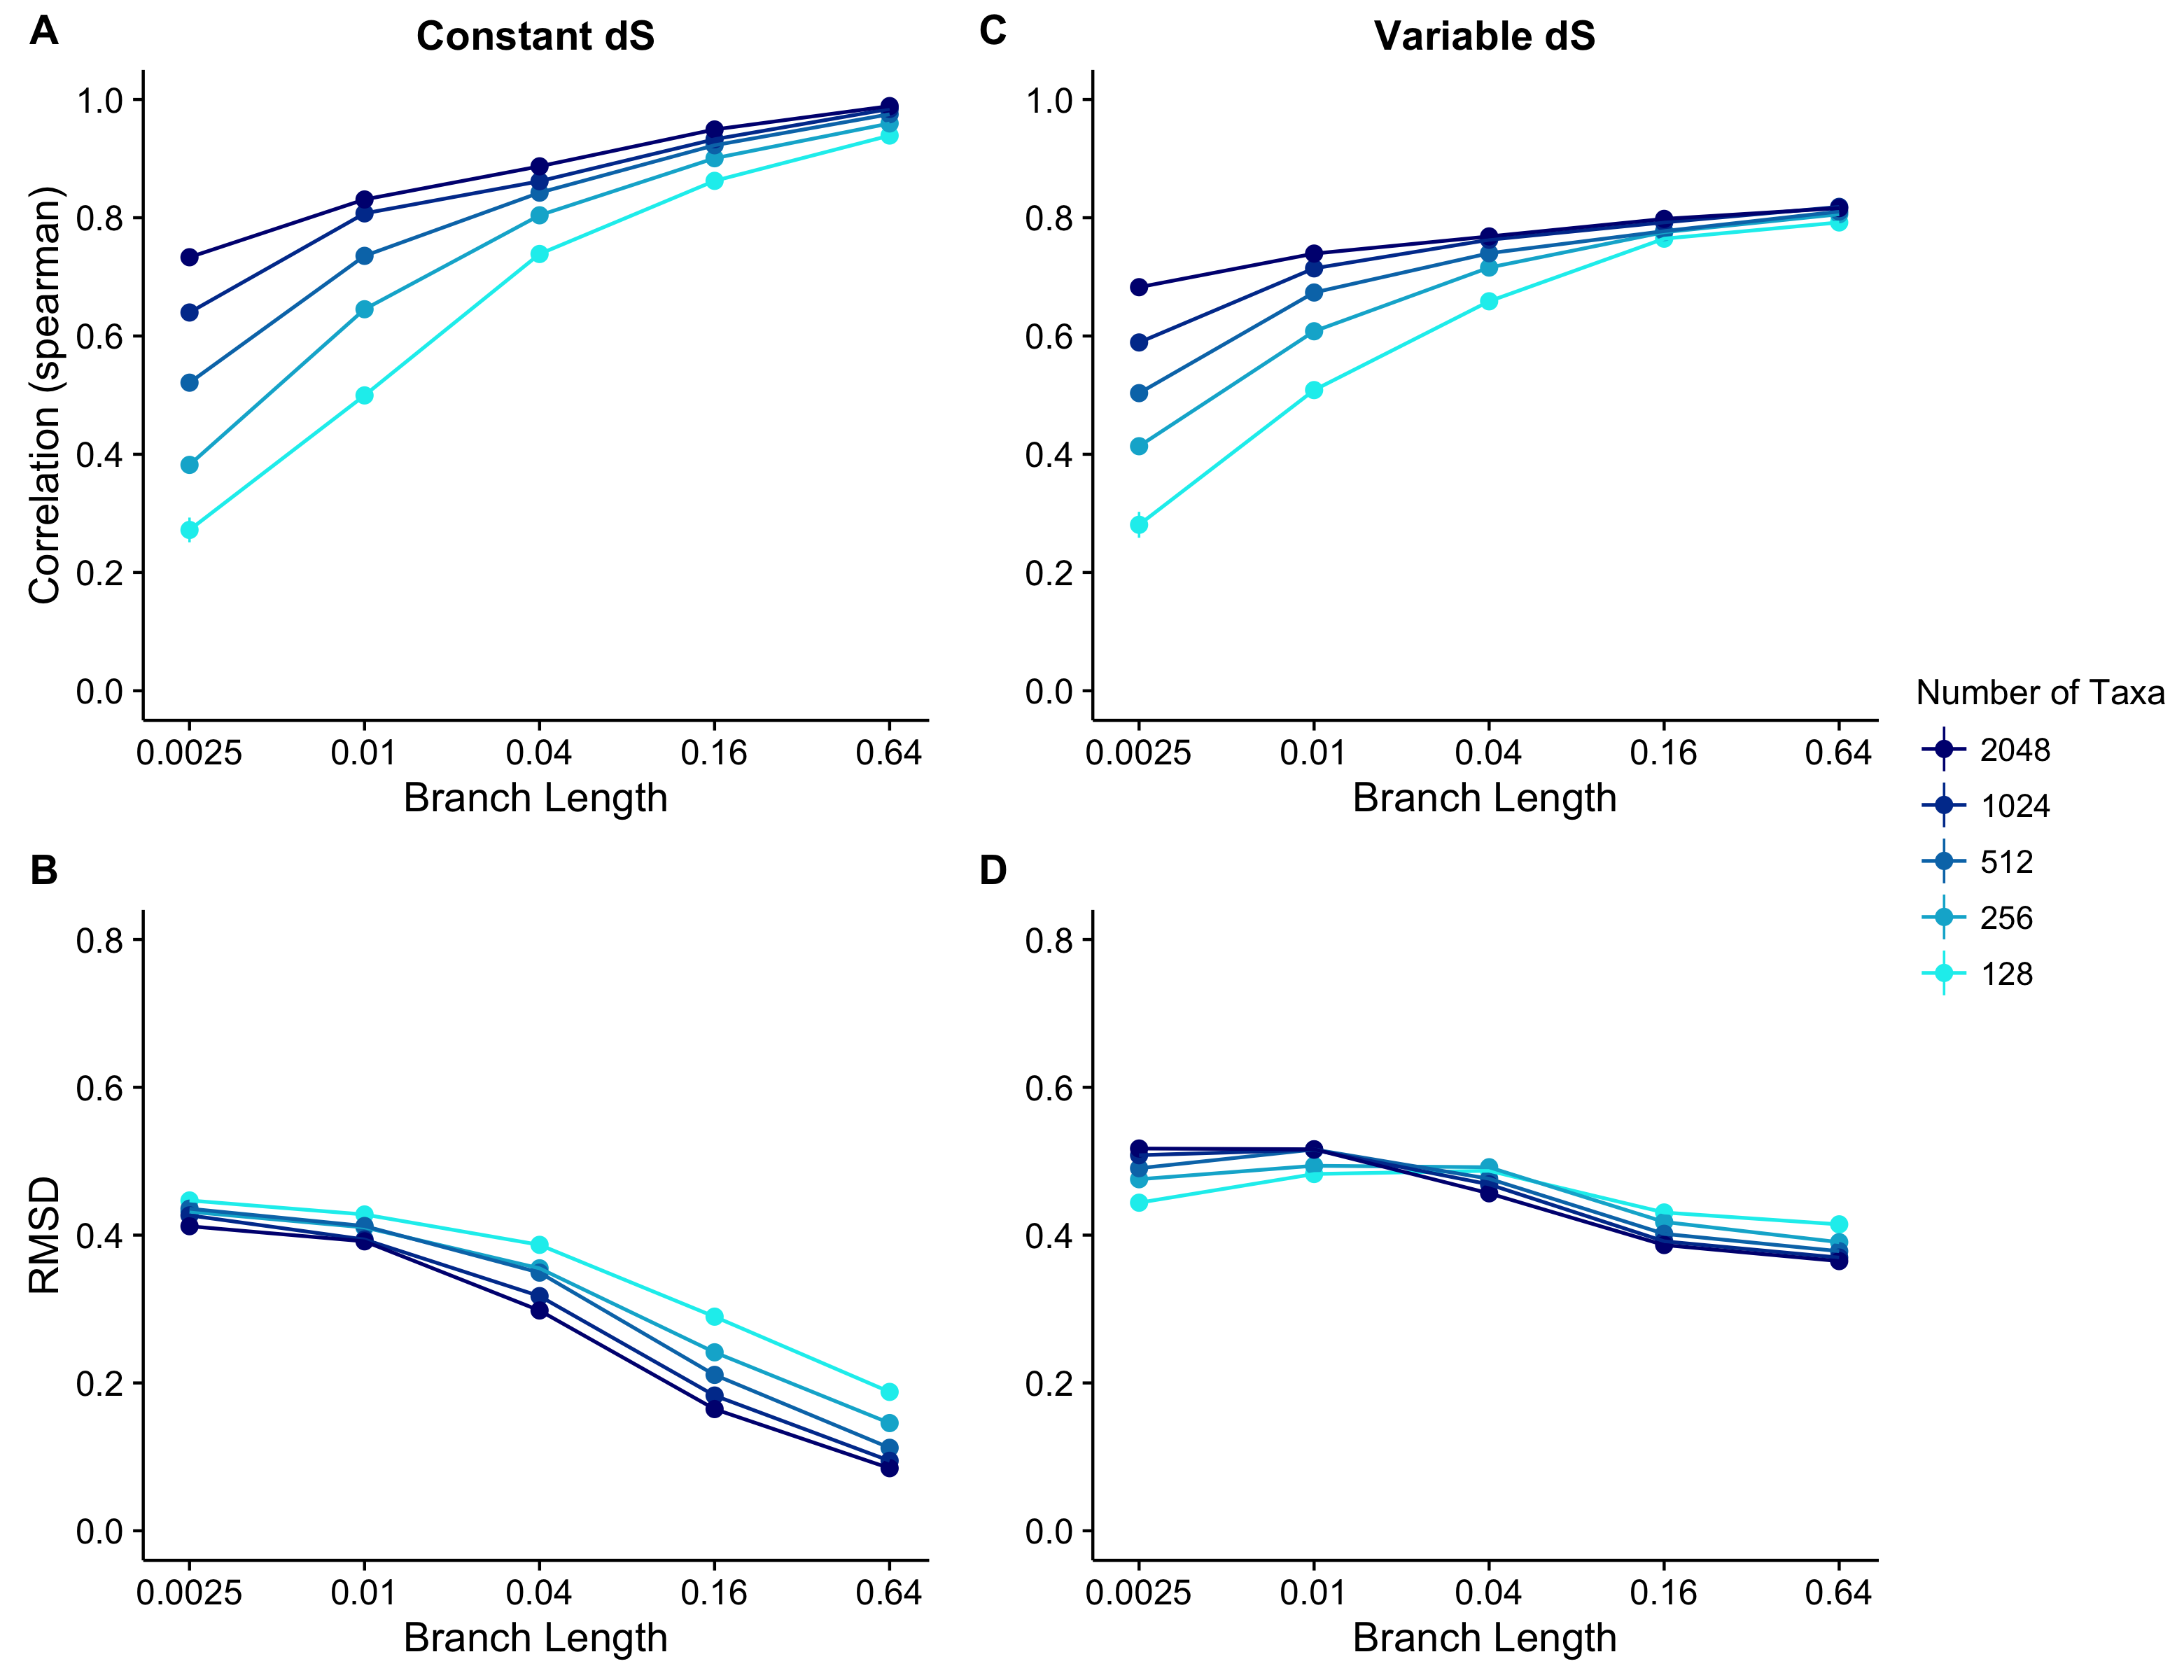 A
Constant dS
Correlation (spearman)
1.0
0.8
0.6
0.4
0.2
0.0
0.0025 0.01 0.04 0.16 0.64
Branch Length
C
Variable dS
1.0
0.8
0.6
0.4
0.2
0.0
0.0025 0.01 0.04 0.16 0.64
Branch Length
B
RMSD
0.8
0.6
0.4
0.2
0.0
0.0025 0.01 0.04 0.16 0.64
Branch Length
D
0.8
0.6
0.4
0.2
0.0
0.0025 0.01 0.04 0.16 0.64
Branch Length
Number of Taxa
2048
1024
512
256
128